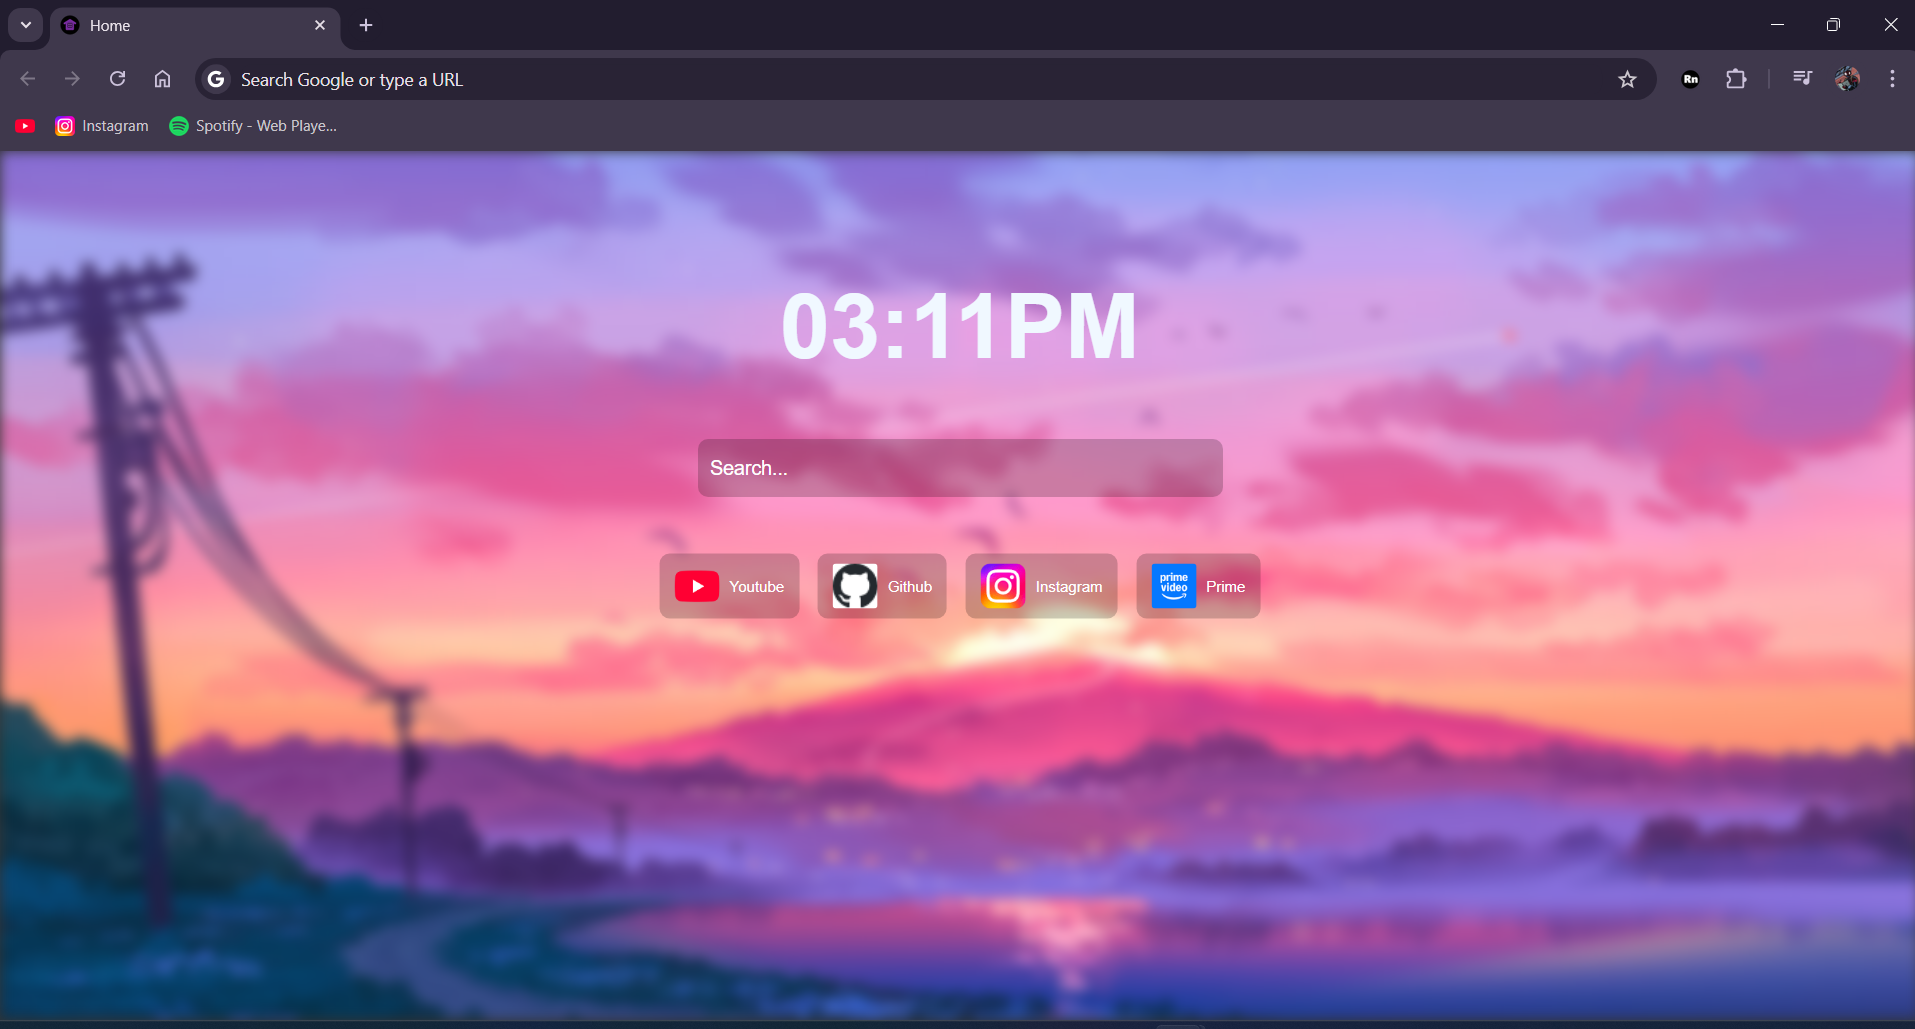 Home
Search Google or type a URL
Rn
Instagram
Spotify - Web Playe...
03:11PM
Search...
Youtube
Github
Instagram
prime
video
Prime